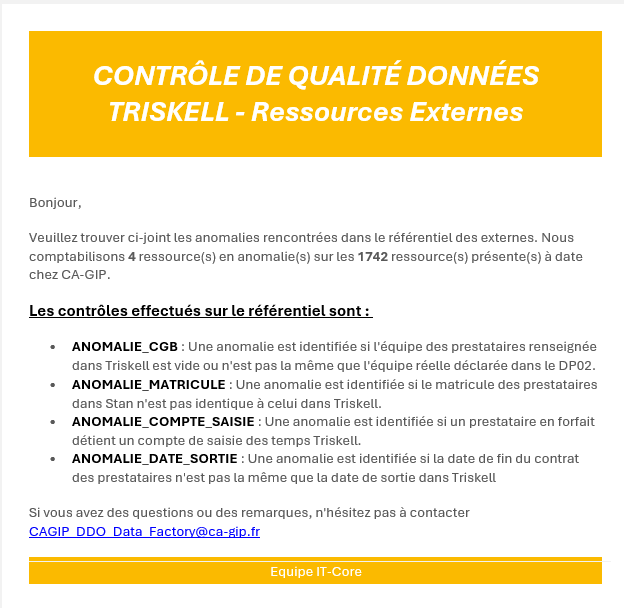 CONTRÔLE DE QUALITÉ DONNÉES
TRISKELL - Ressources Externes
Bonjour,
Veuillez trouver ci-joint les anomalies rencontrées dans le référentiel des externes. Nous
comptabilisons 4 ressource(s) en anomalie(s) sur les 1742 ressource(s) présente(s) à date
chez CA-GIP.
Les contrôles effectués sur le référentiel sont :
• ANOMALIE_CGB : Une anomalie est identifiée si l'équipe des prestataires renseignée
dans Triskell est vide ou n'est pas la même que l'équipe réelle déclarée dans le DP02.
• ANOMALIE_MATRICULE : Une anomalie est identifiée si le matricule des prestataires
dans Stan n'est pas identique à celui dans Triskell.
• ANOMALIE_COMPTE_SAISIE : Une anomalie est identifiée si un prestataire en forfait
détient un compte de saisie des temps Triskell.
• ANOMALIE_DATE_SORTIE : Une anomalie est identifiée si la date de fin du contrat
des prestataires n'est pas la même que la date de sortie dans Triskell
Si vous avez des questions ou des remarques, n'hésitez pas à contacter
CAGIP_DDO_Data_Factory@ca-gip.fr
Equipe IT-Core